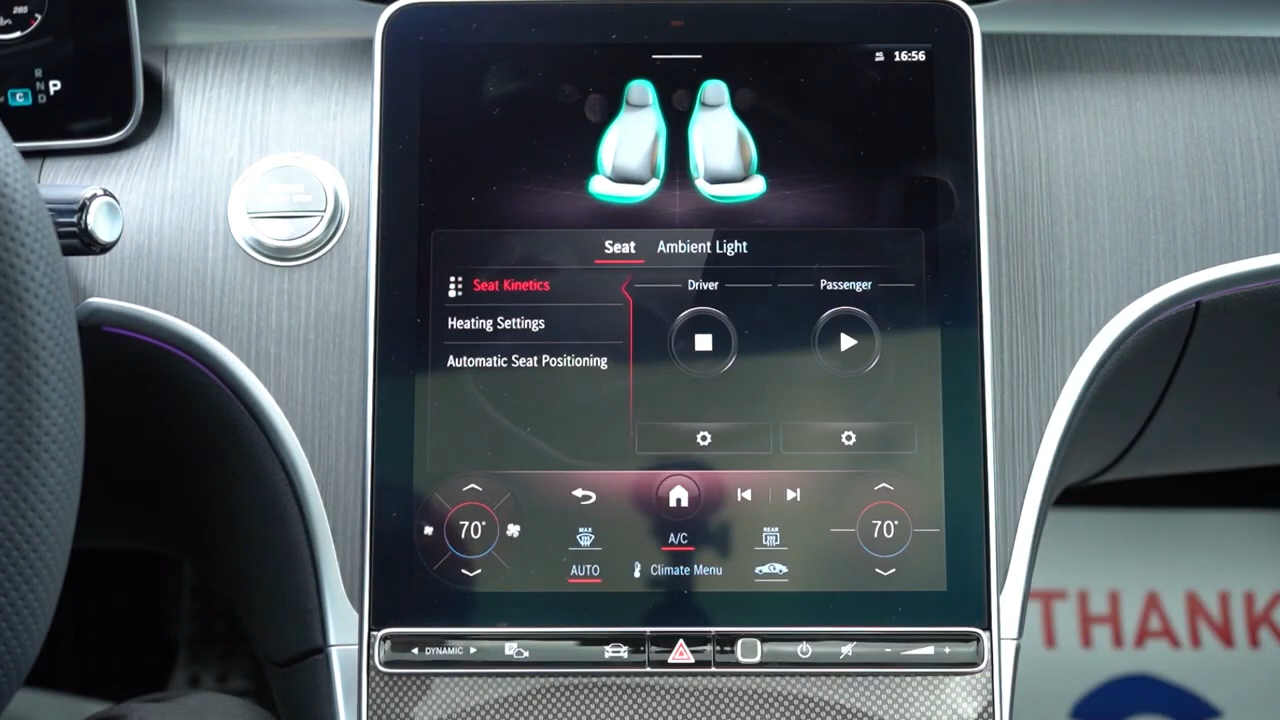 285
R
N
D
P
C
16:56
Seat Ambient Light
Seat Kinetics
Heating Settings
Automatic Seat Positioning
Driver Passenger
70°
MAX
A/C
REAR
70°
AUTO
Climate Menu
DYNAMIC
- +
THANK